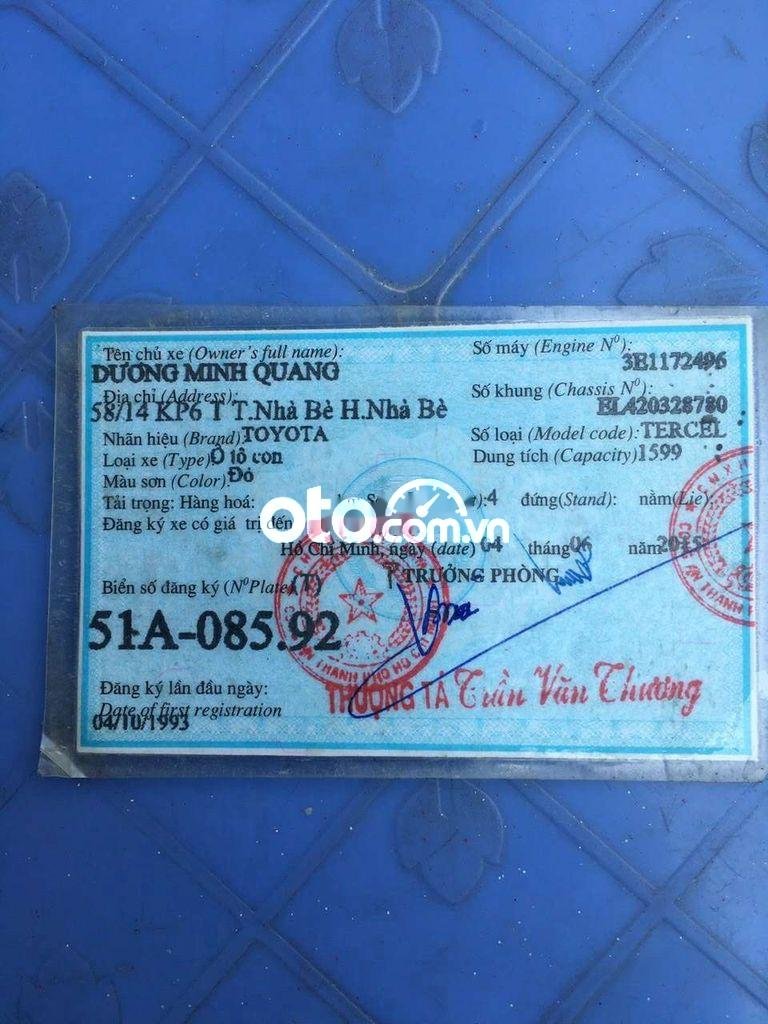 Tên chủ xe (Owner's full name):
DƯƠNG MINH QUANG
Địa chỉ (Address):
58/14 KP6 T T.Nhà Bè H.Nhà Bè
Nhãn hiệu (Brand) TOYOTA
Loại xe (Type) Ô tô con
Màu sơn (Color): Đỏ
Số máy (Engine N⁰):
3E1172496
Số khung (Chassis N⁰):
EL420328780
Số loại (Model code): TERCEL
Dung tích (Capacity) 1599
Tải trọng: Hàng hoá: :4 đứng(Stand): nằm(Lie):
Đăng ký xe có giá trị đến
oto.com.vn
Hồ Chí Minh, ngày (date) 04 tháng 06 năm 2015
TRƯỞNG PHÒNG
Biển số đăng ký (N⁰Plate) (T)
51A-085.92
THƯỢNG TÁ Trần Văn Thương
Đăng ký lần đầu ngày:
Date of first registration
04/10/1993